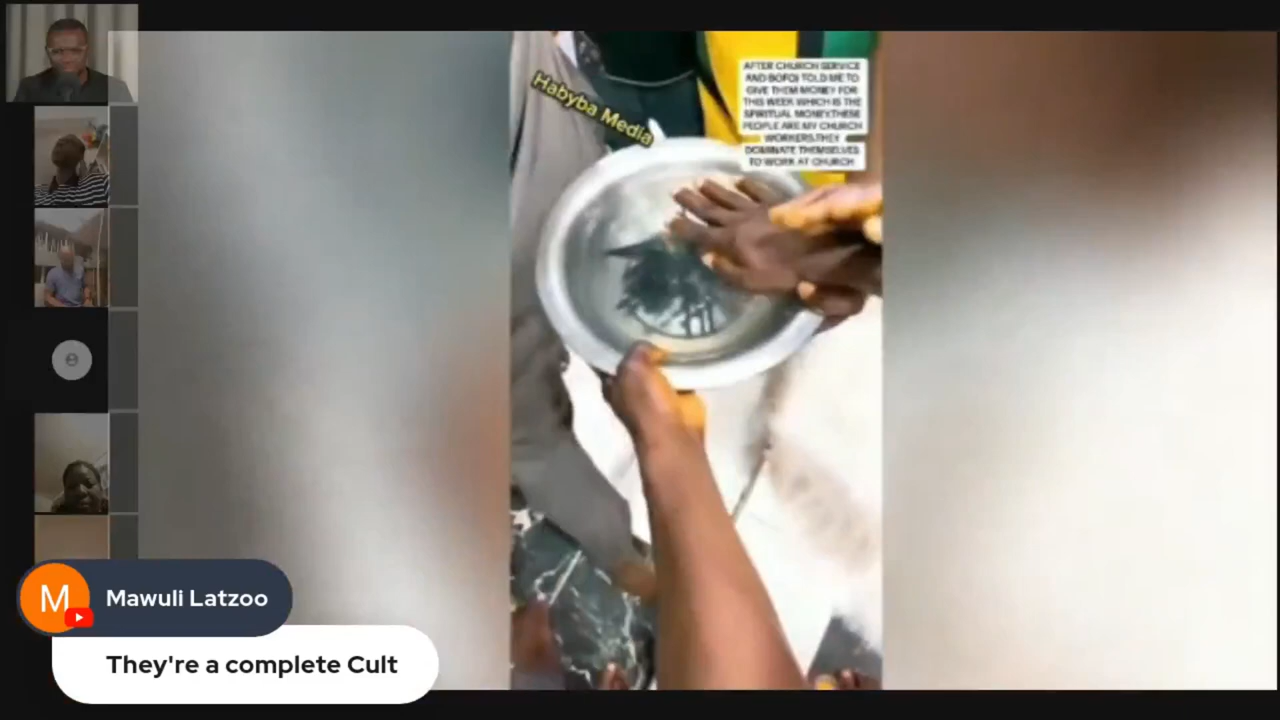 Habyba Media
AFTER CHURCH SERVICE
AND BOFOJ TOLD ME TO
GIVE THEM MONEY FOR
THIS WEEK WHICH IS THE
SPIRITUAL MONEY.THESE
PEOPLE ARE MY CHURCH
WORKERS.THEY
DOMINATE THEMSELVES
TO WORK AT CHURCH
M
Mawuli Latzoo
They're a complete Cult